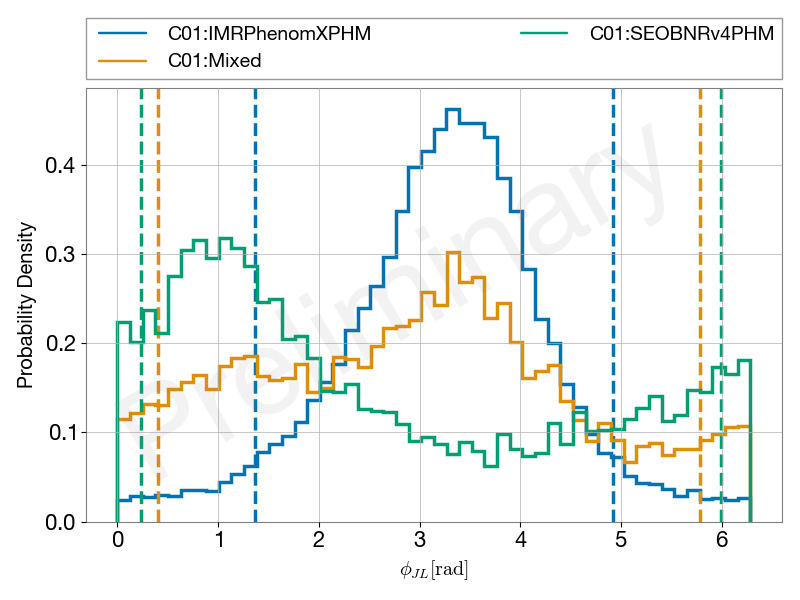 C01:IMRPhenomXPHM
C01:Mixed
C01:SEOBNRv4PHM
Probability Density
0.4
0.3
0.2
0.1
0.0
Preliminary
0 1 2 3 4 5 6
ϕ_JL[rad]